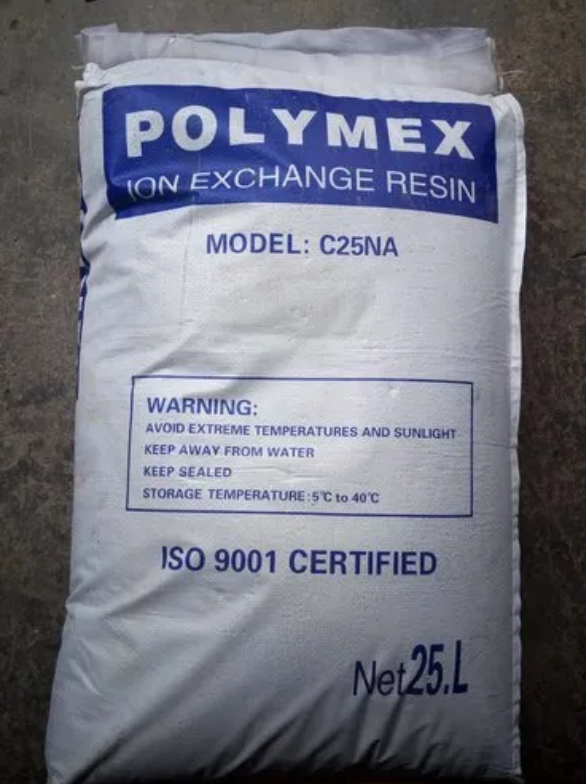 POLYMEX
ION EXCHANGE RESIN
MODEL: C25NA
WARNING:
AVOID EXTREME TEMPERATURES AND SUNLIGHT
KEEP AWAY FROM WATER
KEEP SEALED
STORAGE TEMPERATURE:5℃ to 40℃
ISO 9001 CERTIFIED
Net25.L